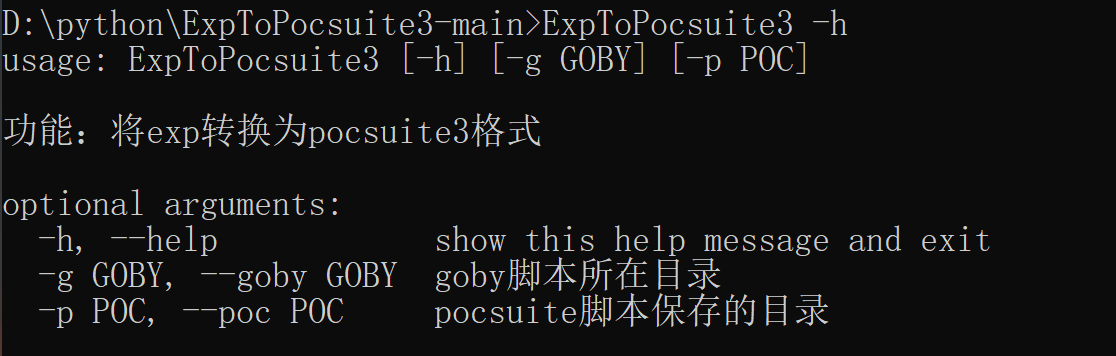 D:\python\ExpToPocsuite3-main>ExpToPocsuite3 -h
usage: ExpToPocsuite3 [-h] [-g GOBY] [-p POC]
功能：将exp转换为pocsuite3格式
optional arguments:
-h, --help show this help message and exit
-g GOBY, --goby GOBY goby脚本所在目录
-p POC, --poc POC pocsuite脚本保存的目录